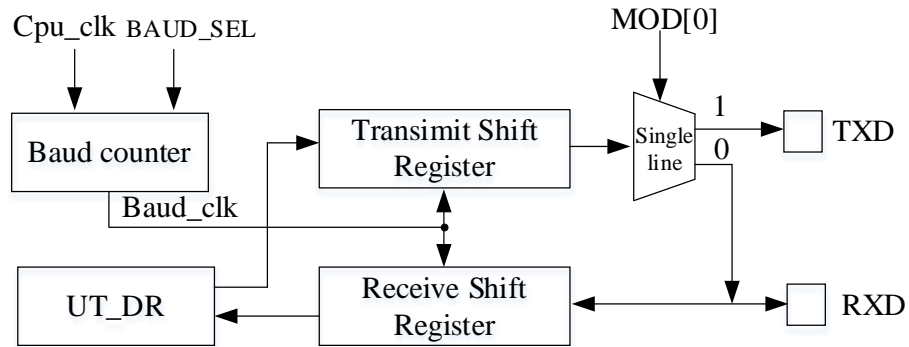 Cpu_clk BAUD_SEL
MOD[0]
Baud counter
Transimit Shift
Register
Single
line
1
0
TXD
Baud_clk
UT_DR
Receive Shift
Register
RXD